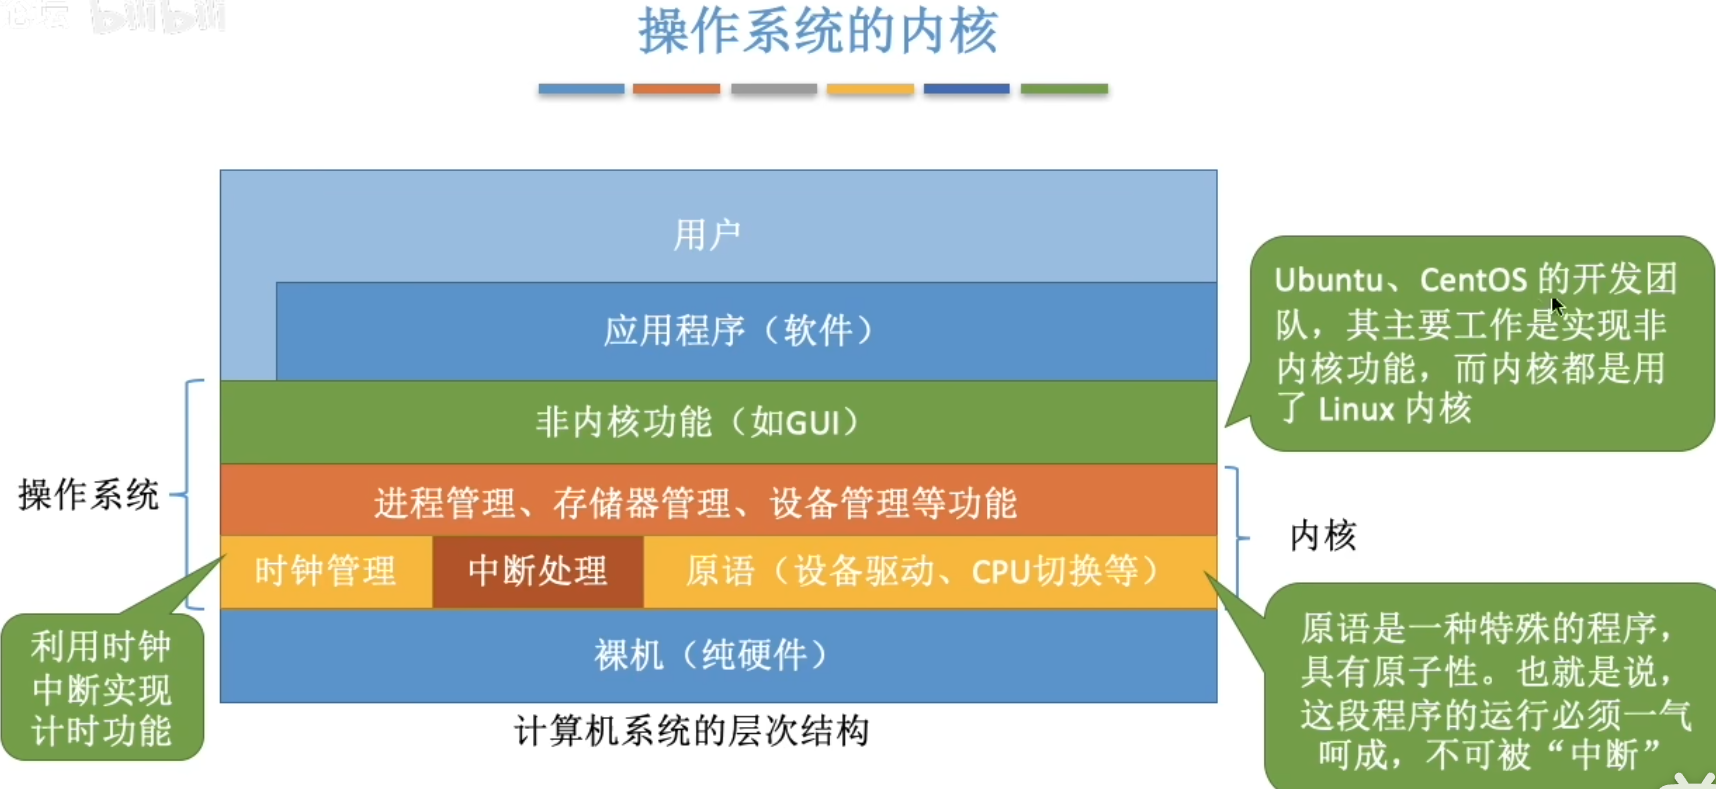 bilibili
操作系统的内核
用户
应用程序（软件）
Ubuntu、CentOS 的开发团
队，其主要工作是实现非
内核功能，而内核都是用
了 Linux 内核
非内核功能（如GUI）
操作系统
进程管理、存储器管理、设备管理等功能
内核
时钟管理
中断处理
原语（设备驱动、CPU切换等）
利用时钟
中断实现
计时功能
裸机（纯硬件）
原语是一种特殊的程序，
具有原子性。也就是说，
这段程序的运行必须一气
呵成，不可被“中断”
计算机系统的层次结构